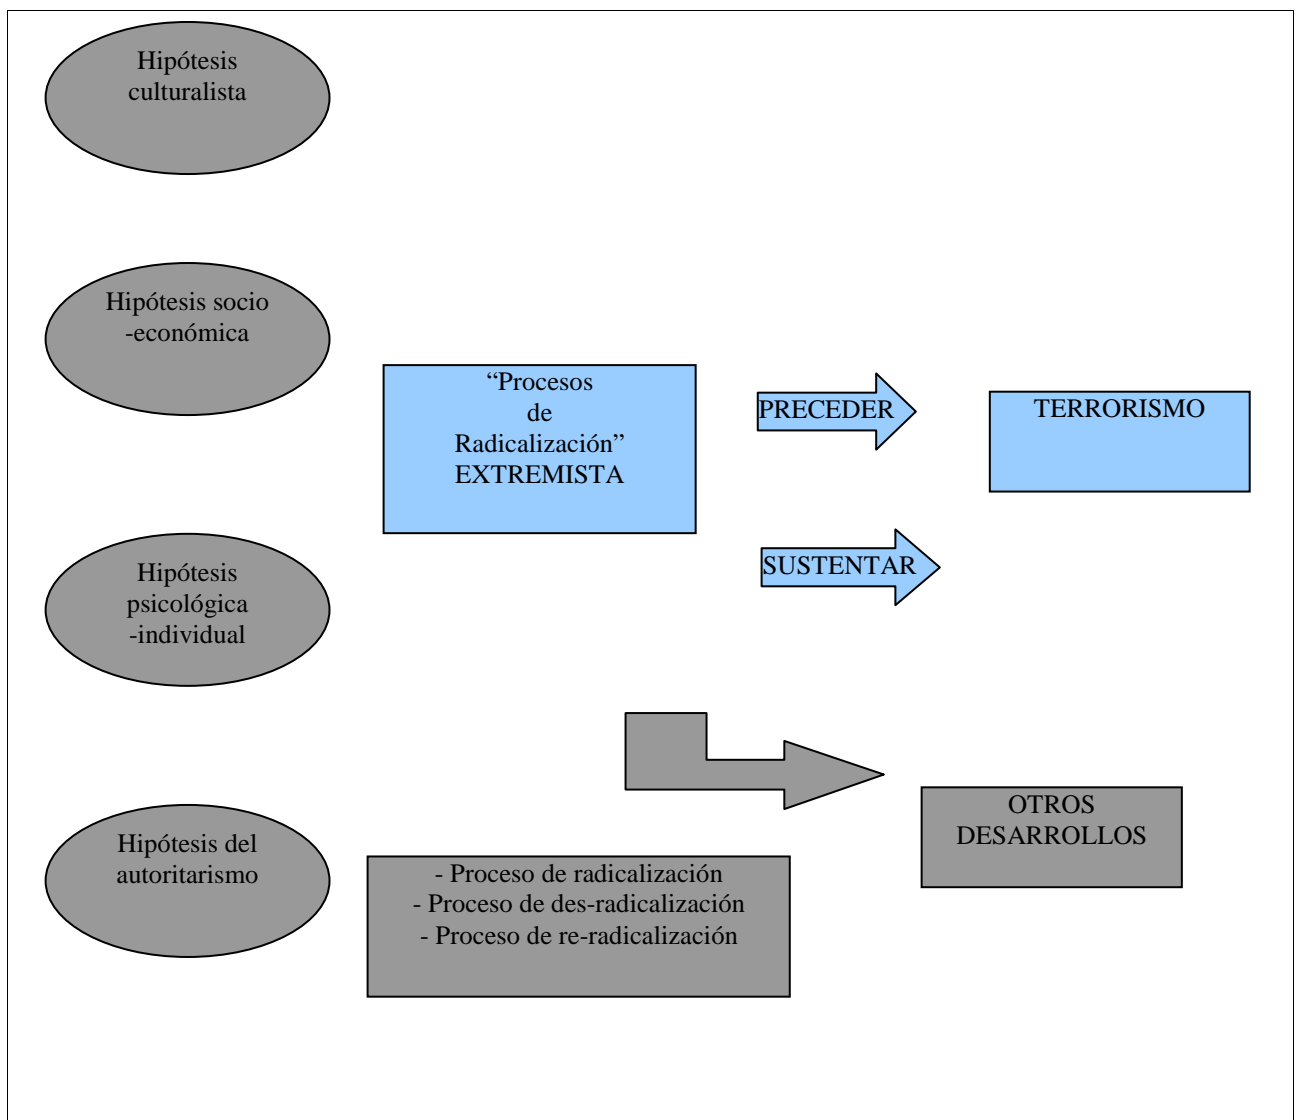 Hipótesis
culturalista
Hipótesis socio
-económica
“Procesos
de
Radicalización”
EXTREMISTA
PRECEDER
TERRORISMO
SUSTENTAR
Hipótesis
psicológica
-individual
OTROS
DESARROLLOS
Hipótesis del
autoritarismo
- Proceso de radicalización
- Proceso de des-radicalización
- Proceso de re-radicalización